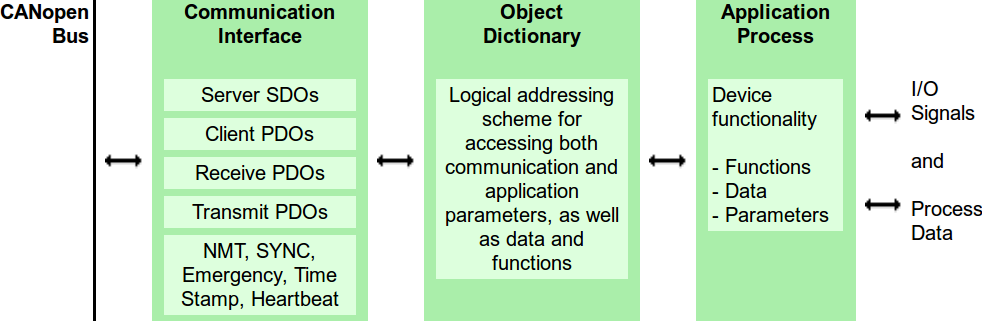 CANopen
Bus
Communication
Interface
Server SDOs
Client PDOs
Receive PDOs
Transmit PDOs
NMT, SYNC,
Emergency, Time
Stamp, Heartbeat
Object
Dictionary
Logical addressing
scheme for
accessing both
communication and
application
parameters, as well
as data and
functions
Application
Process
Device
functionality
- Functions
- Data
- Parameters
I/O
Signals
and
Process
Data